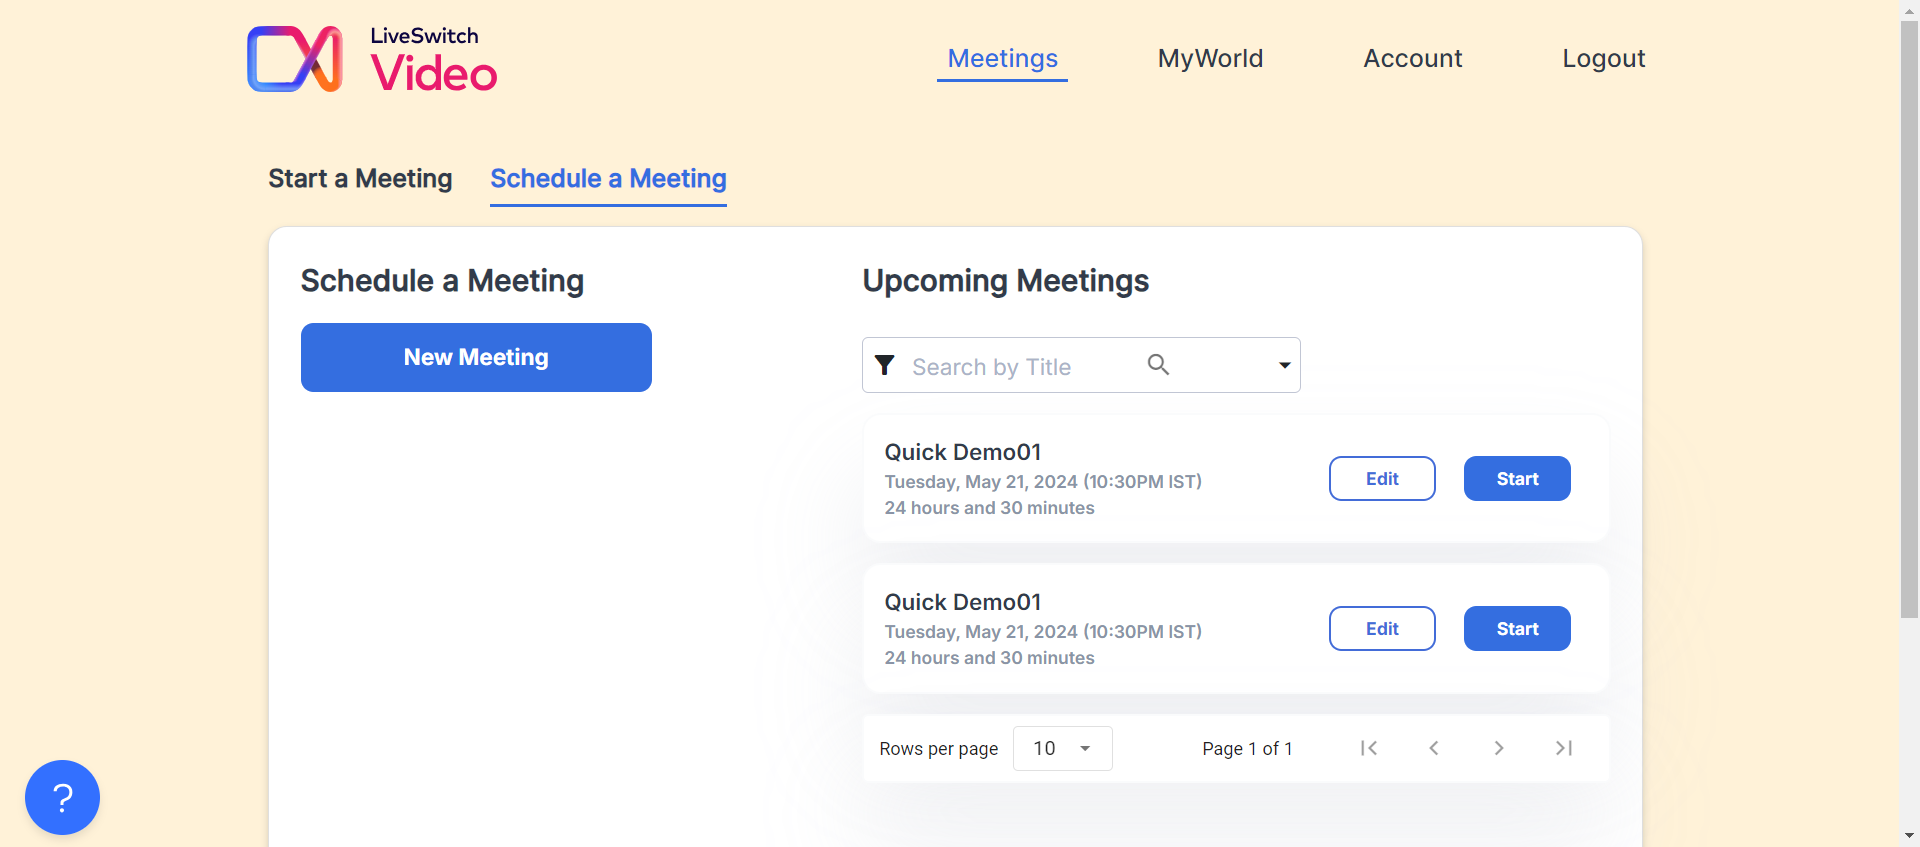 LiveSwitch
Video
Meetings
MyWorld
Account
Logout
Start a Meeting
Schedule a Meeting
Schedule a Meeting
New Meeting
Upcoming Meetings
Search by Title
Quick Demo01
Tuesday, May 21, 2024 (10:30PM IST)
24 hours and 30 minutes
Edit
Start
Quick Demo01
Tuesday, May 21, 2024 (10:30PM IST)
24 hours and 30 minutes
Edit
Start
Rows per page
10
Page 1 of 1
?